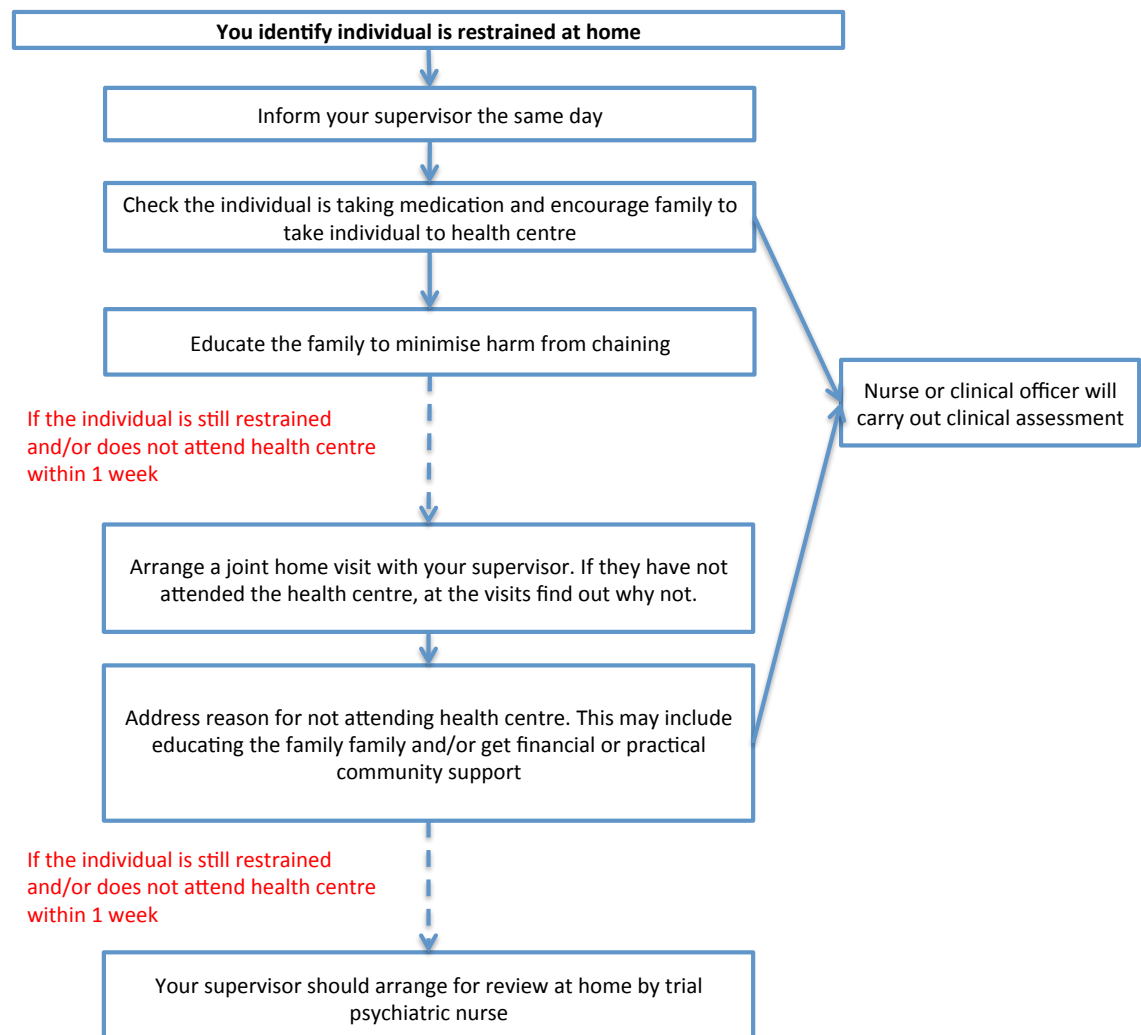 You identify individual is restrained at home
Inform your supervisor the same day
Check the individual is taking medication and encourage family to
take individual to health centre
Educate the family to minimise harm from chaining
Nurse or clinical officer will
carry out clinical assessment
If the individual is still restrained
and/or does not attend health centre
within 1 week
Arrange a joint home visit with your supervisor. If they have not
attended the health centre, at the visits find out why not.
Address reason for not attending health centre. This may include
educating the family family and/or get financial or practical
community support
If the individual is still restrained
and/or does not attend health centre
within 1 week
Your supervisor should arrange for review at home by trial
psychiatric nurse